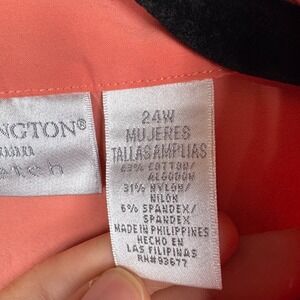 NGTON®
24W
MUJERES
TALLAS AMPLIAS
63% COTTON/
ALGODON
31% NYLON/
NILON
6% SPANDEX/
SPANDEX
MADE IN PHILIPPINES
HECHO EN
LAS FILIPINAS
RN#93677